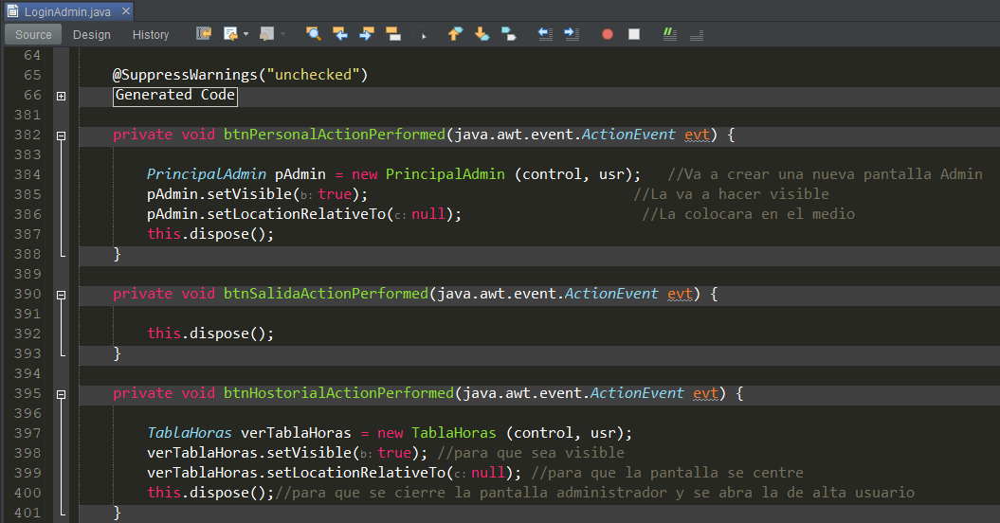 LoginAdmin.java
Source Design History
64
65 @SuppressWarnings("unchecked")
66 Generated Code
381
382 private void btnPersonalActionPerformed(java.awt.event.ActionEvent evt) {
383
384 PrincipalAdmin pAdmin = new PrincipalAdmin (control, usr); //Va a crear una nueva pantalla Admin
385 pAdmin.setVisible(b: true); //La va a hacer visible
386 pAdmin.setLocationRelativeTo(c: null); //La colocara en el medio
387 this.dispose();
388 }
389
390 private void btnSalidaActionPerformed(java.awt.event.ActionEvent evt) {
391
392 this.dispose();
393 }
394
395 private void btnHostorialActionPerformed(java.awt.event.ActionEvent evt) {
396
397 TablaHoras verTablaHoras = new TablaHoras (control, usr);
398 verTablaHoras.setVisible(b: true); //para que sea visible
399 verTablaHoras.setLocationRelativeTo(c: null); //para que la pantalla se centre
400 this.dispose();//para que se cierre la pantalla administrador y se abra la de alta usuario
401 }